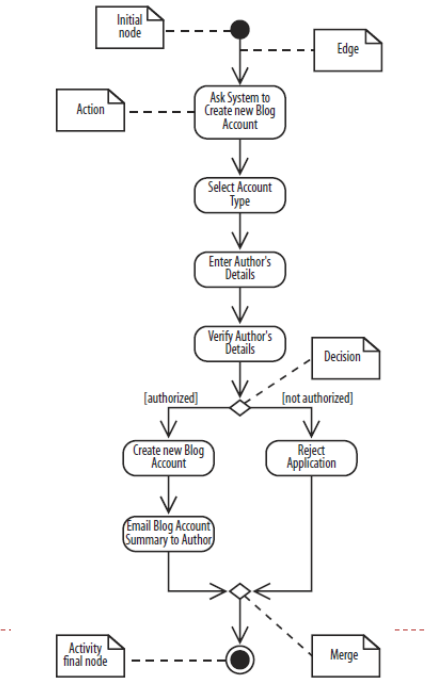 Initial
node
Edge
Action
Ask System to
Create new Blog
Account
Select Account
Type
Enter Author's
Details
Verify Author's
Details
Decision
[authorized]
[not authorized]
Create new Blog
Account
Reject
Application
Email Blog Account
Summary to Author
Activity
final node
Merge